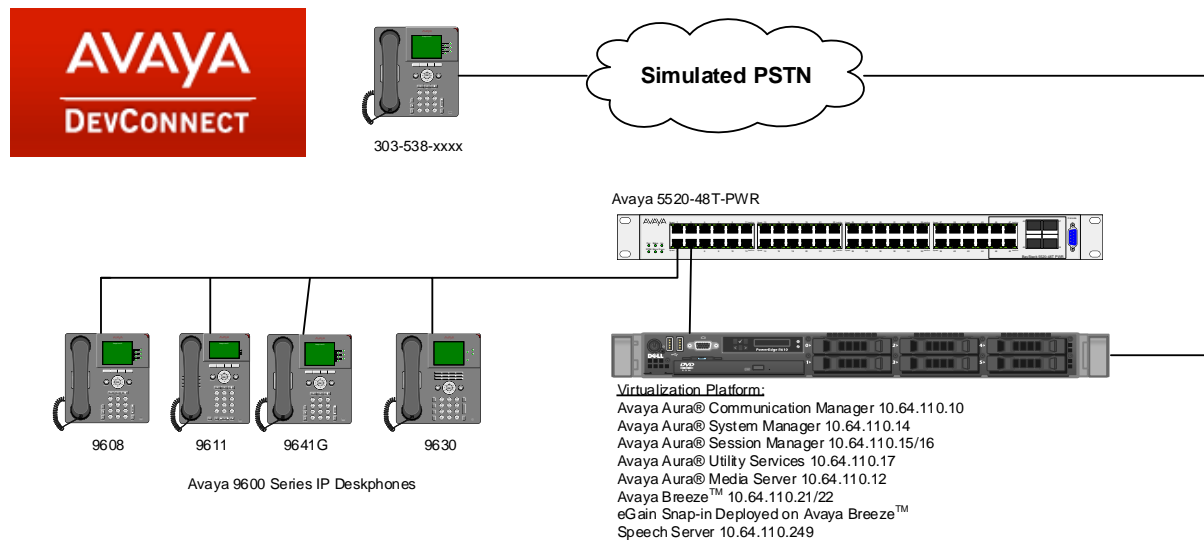 AVAYA
DEVCONNECT
Simulated PSTN
303-538-xxxx
Avaya 5520-48T-PWR
AVAYA
DELL
PowerEdge R610
DVD
9608
9611
9641G
9630
Avaya 9600 Series IP Deskphones
Virtualization Platform:
Avaya Aura® Communication Manager 10.64.110.10
Avaya Aura® System Manager 10.64.110.14
Avaya Aura® Session Manager 10.64.110.15/16
Avaya Aura® Utility Services 10.64.110.17
Avaya Aura® Media Server 10.64.110.12
Avaya Breeze™ 10.64.110.21/22
eGain Snap-in Deployed on Avaya Breeze™
Speech Server 10.64.110.249